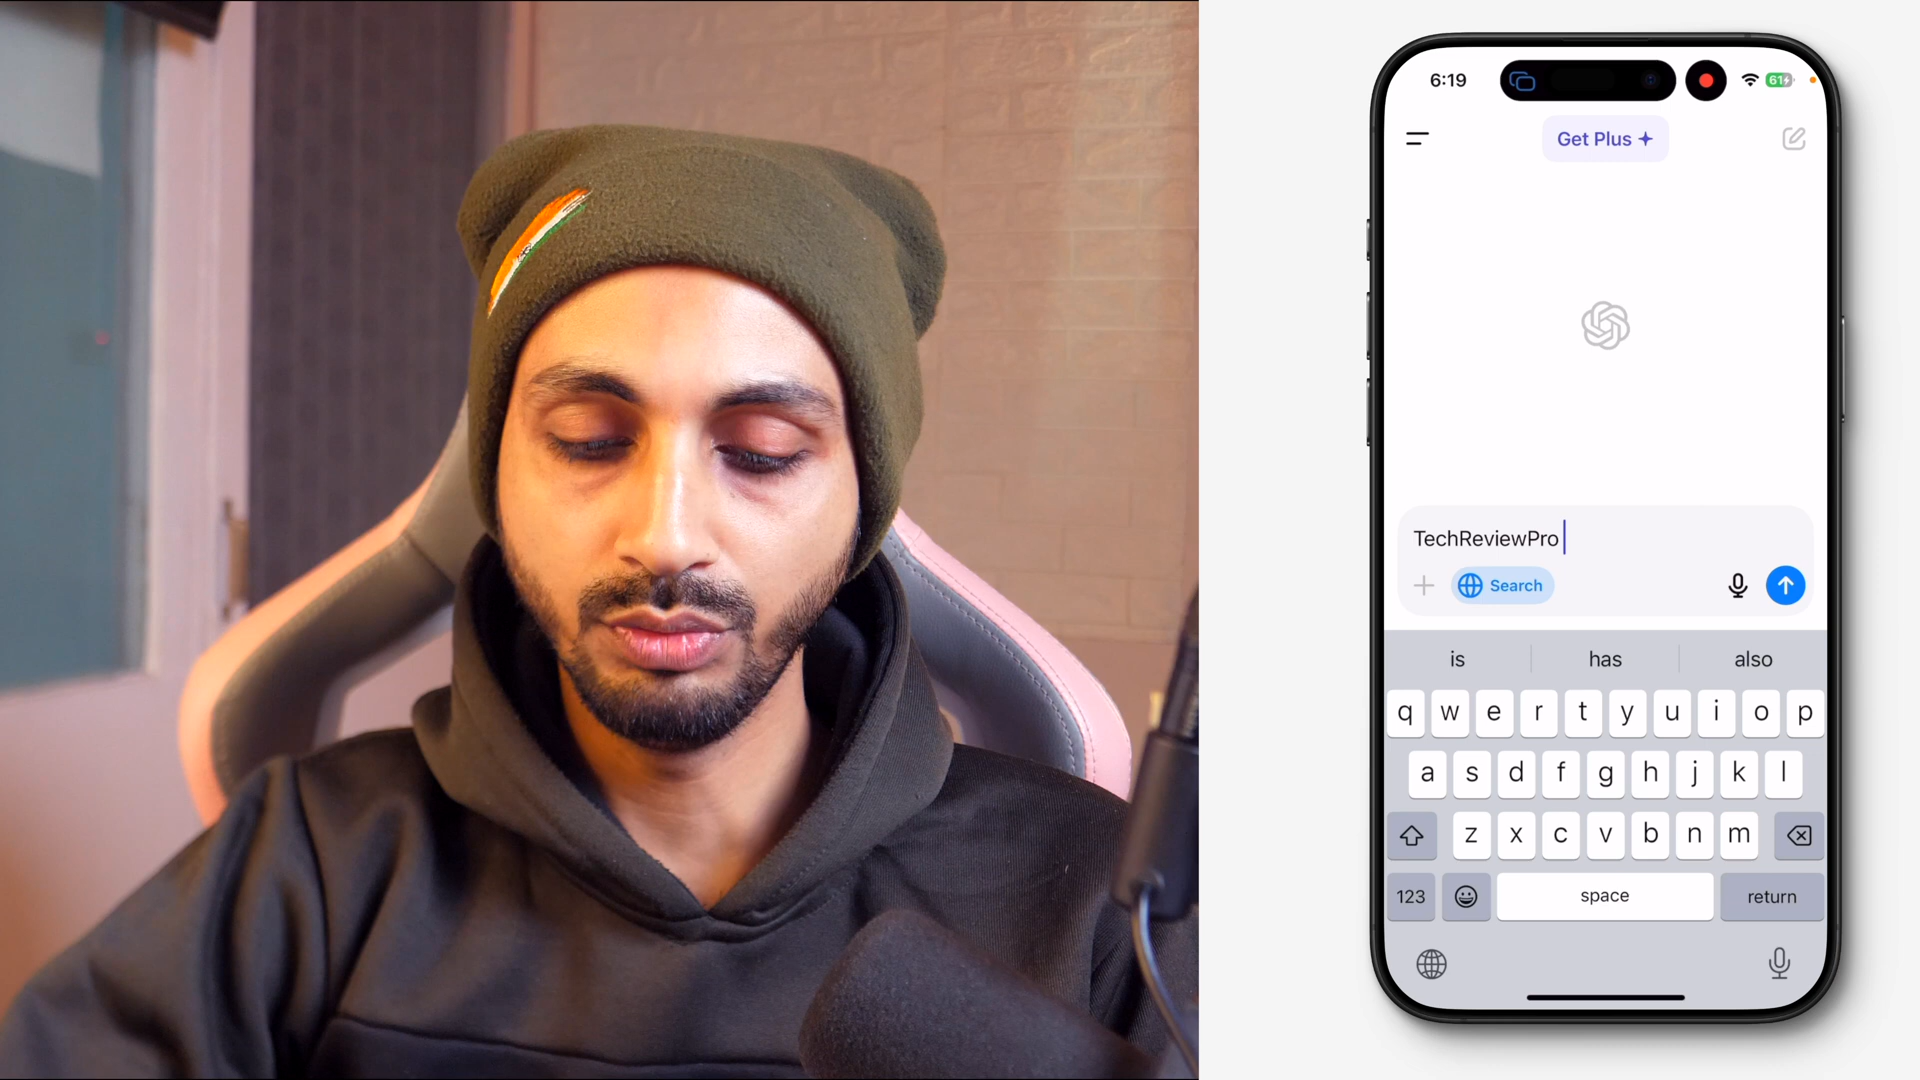 6:19
61
Get Plus
TechReviewPro
Search
is has also
q w e r t y u i o p
a s d f g h j k l
z x c v b n m
123 space return